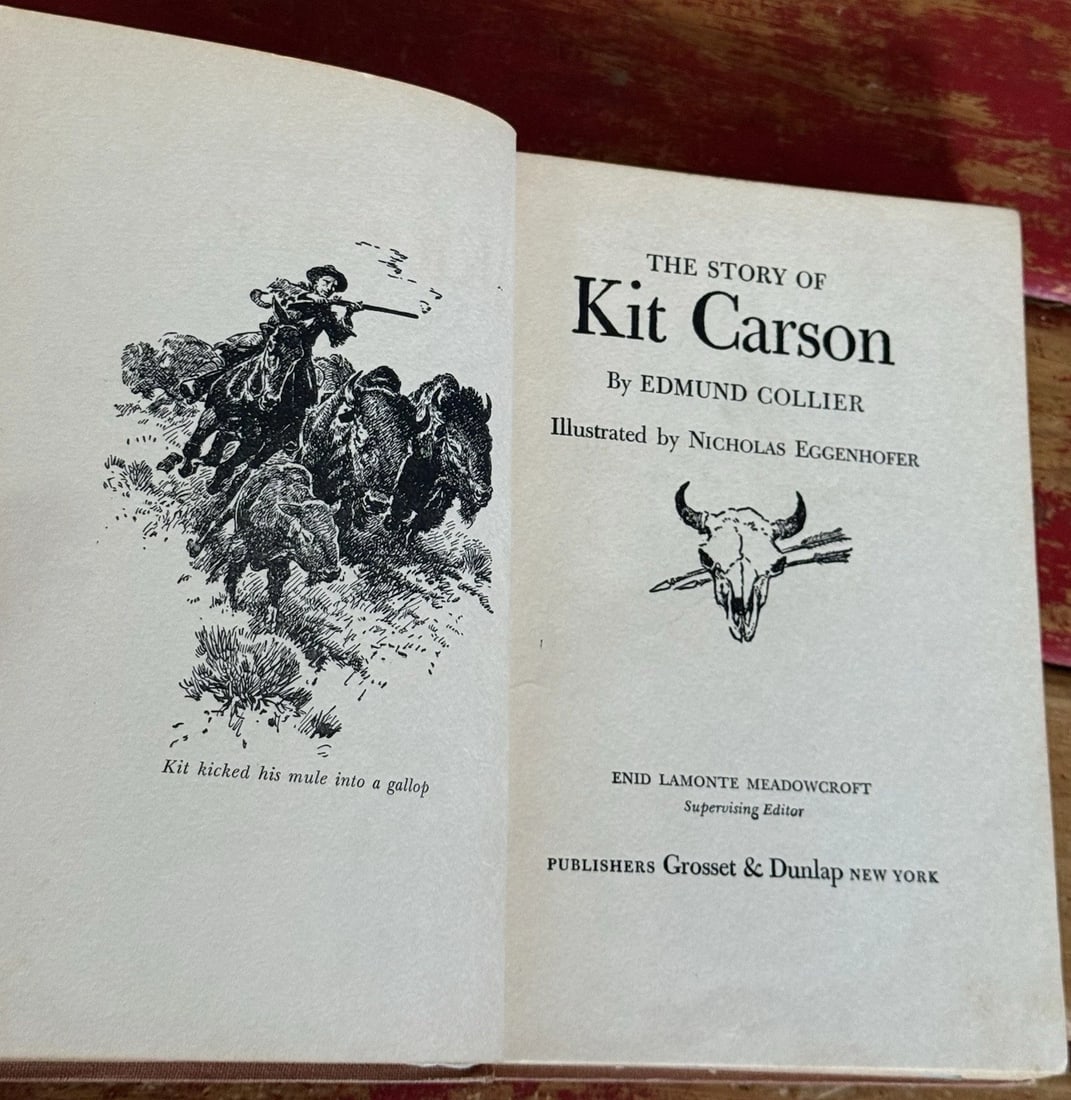 Kit kicked his mule into a gallop
THE STORY OF
Kit Carson
By EDMUND COLLIER
Illustrated by NICHOLAS EGGENHOFER
ENID LAMONTE MEADOWCROFT
Supervising Editor
PUBLISHERS Grosset & Dunlap NEW YORK